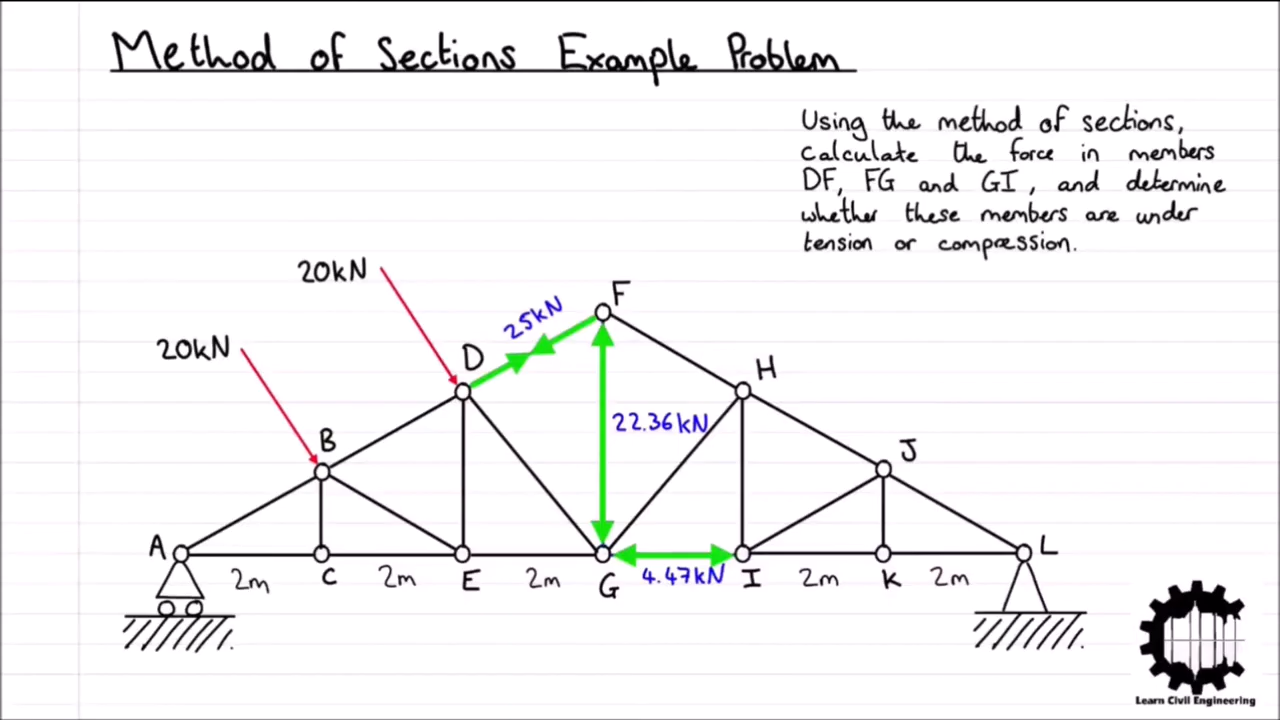 Method of Sections Example Problem
Using the method of sections,
calculate the force in members
DF, FG and GI, and determine
whether these members are under
tension or compression.
20kN
F
25kN
20kN
D
H
22.36kN
B
J
A
L
2m
C
2m
E
2m
G
4.47kN
I
2m
K
2m
Learn Civil Engineering